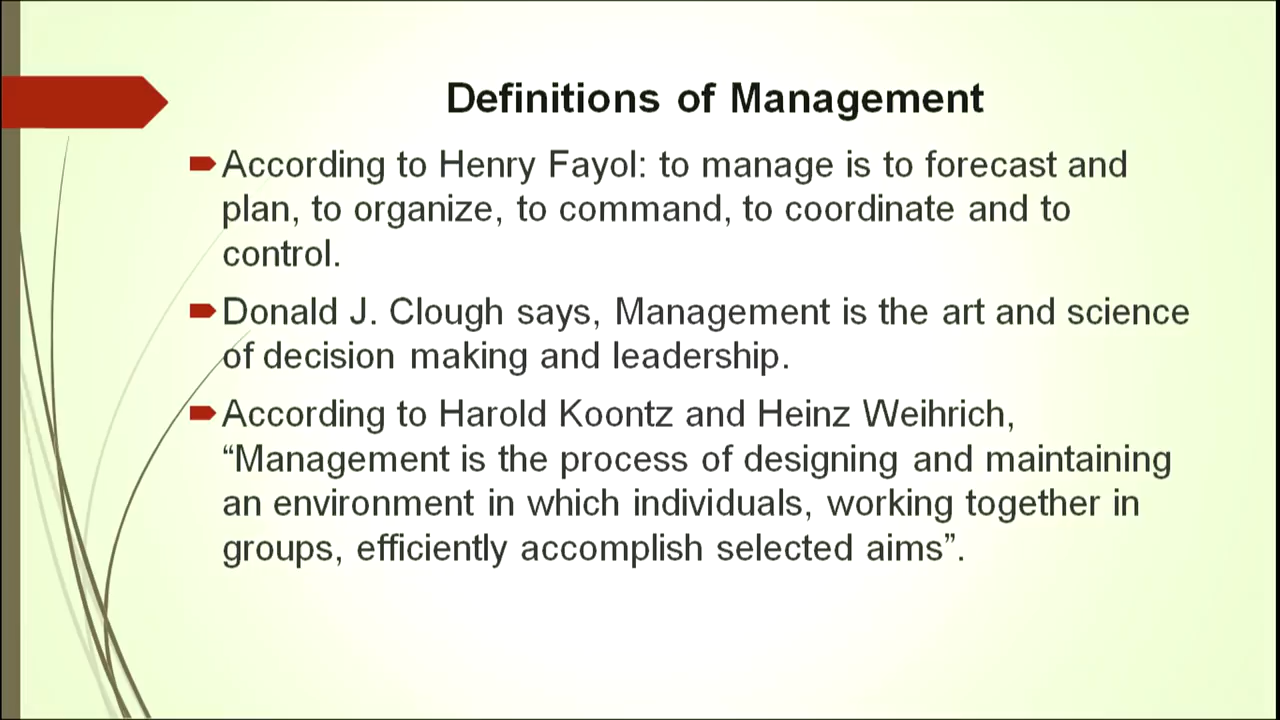 Definitions of Management
According to Henry Fayol: to manage is to forecast and
plan, to organize, to command, to coordinate and to
control.
Donald J. Clough says, Management is the art and science
of decision making and leadership.
According to Harold Koontz and Heinz Weihrich,
“Management is the process of designing and maintaining
an environment in which individuals, working together in
groups, efficiently accomplish selected aims”.